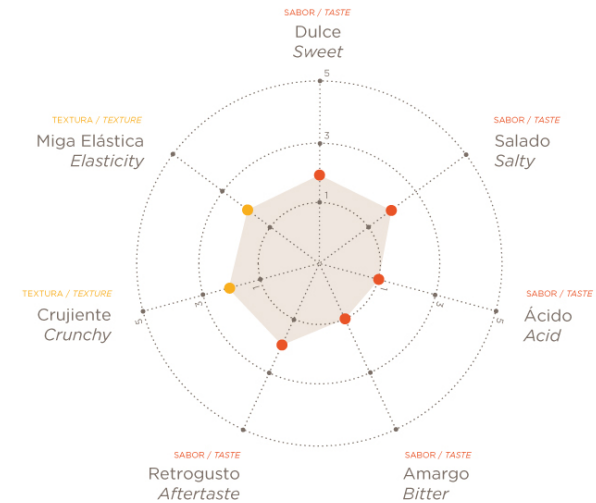 SABOR / TASTE
Dulce
Sweet
5
TEXTURA / TEXTURE
SABOR / TASTE
Miga Elástica
Elasticity
3
Salado
Salty
1
0
TEXTURA / TEXTURE
SABOR / TASTE
Crujiente
Crunchy
5
3
1
1
3
5
Ácido
Acid
SABOR / TASTE
SABOR / TASTE
Retrogusto
Aftertaste
Amargo
Bitter